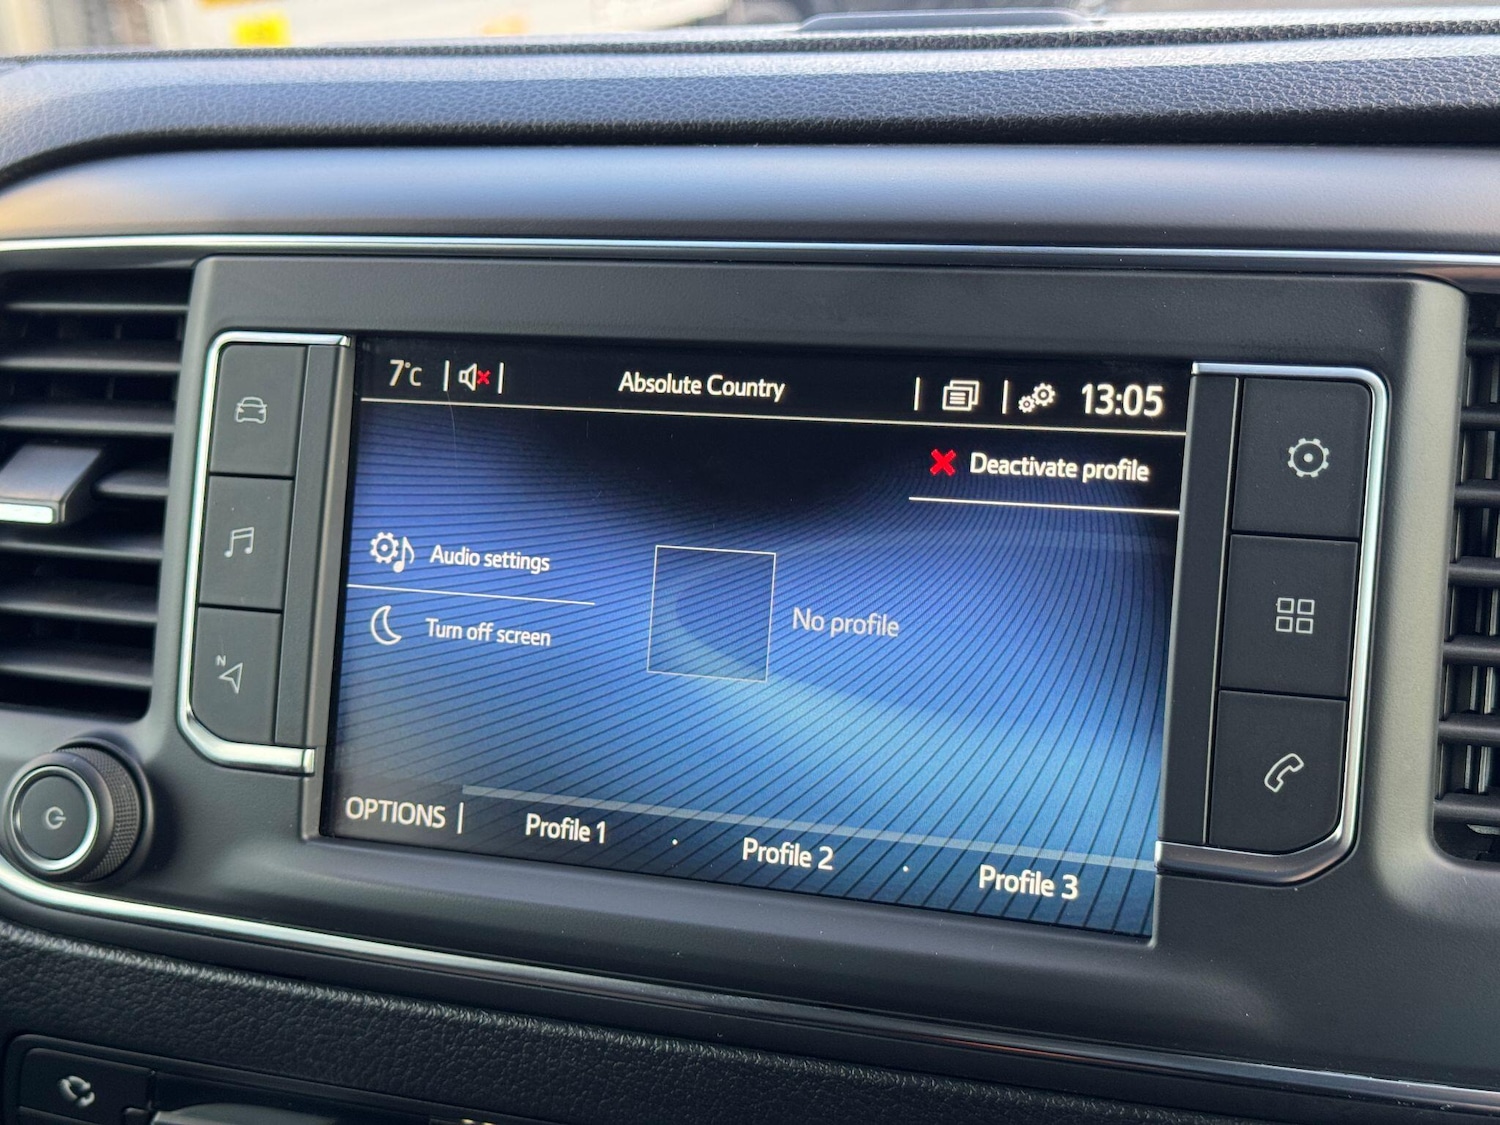 7°C
Absolute Country
13:05
Deactivate profile
Audio settings
Turn off screen
No profile
OPTIONS
Profile 1
Profile 2
Profile 3
N